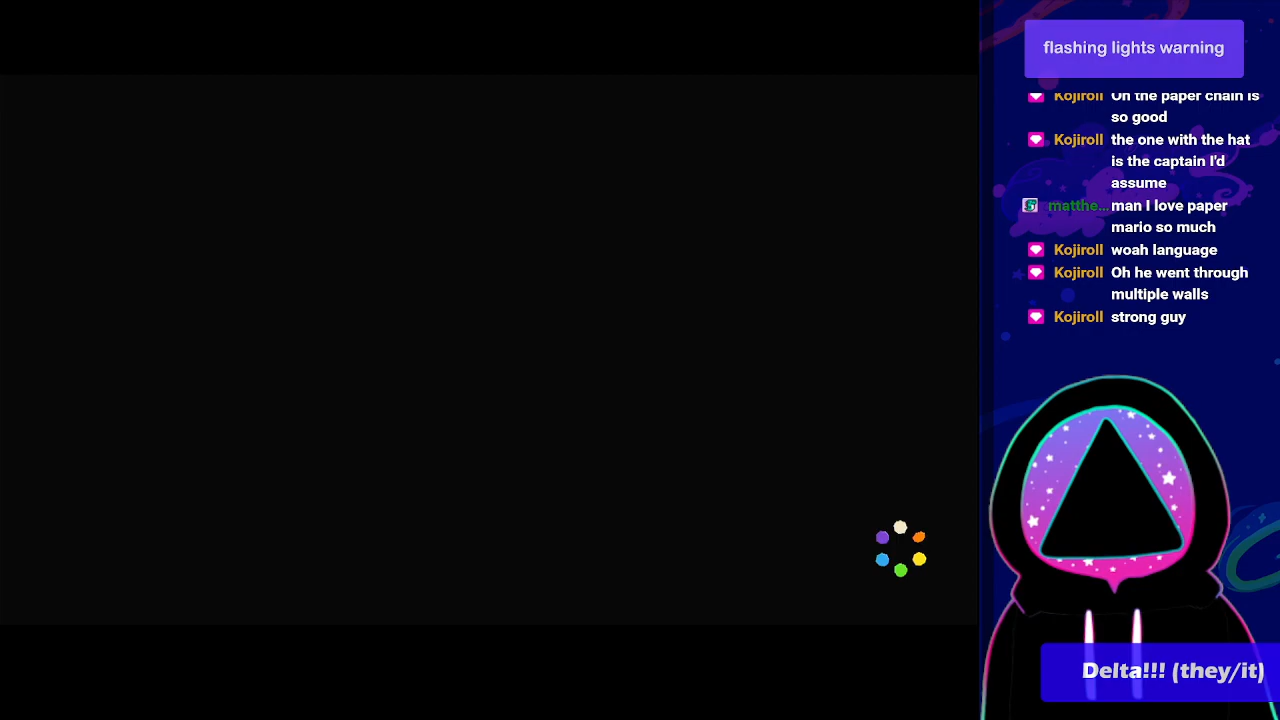 flashing lights warning
Kojiroll Oh the paper chain is
so good
Kojiroll the one with the hat
is the captain I'd
assume
matthe... man I love paper
mario so much
Kojiroll woah language
Kojiroll Oh he went through
multiple walls
Kojiroll strong guy
Delta!!! (they/it)